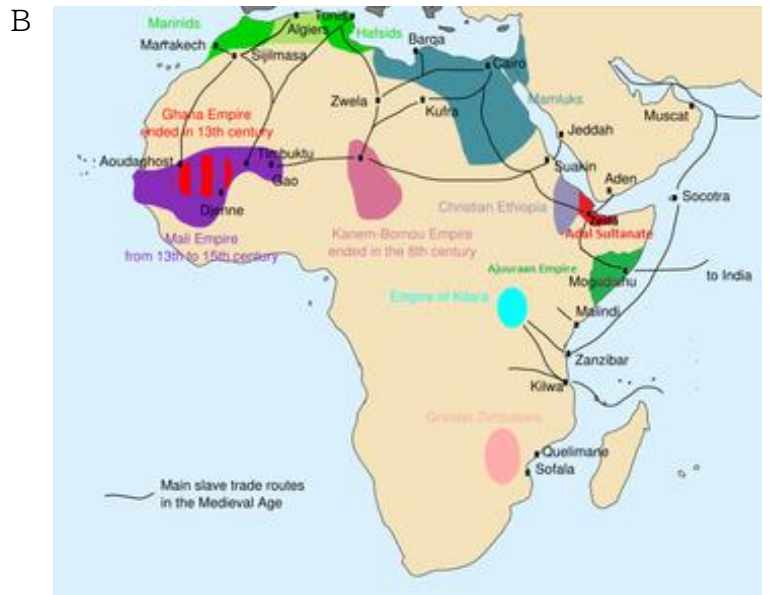 B
Marinids
Tunis
Algiers
Hafsids
Marrakech
Sijilmasa
Barqa
Cairo
Zwela
Kufra
Mamluks
Muscat
Ghana Empire
ended in 13th century
Jeddah
Aoudaghost
Timbuktu
Gao
Suakin
Aden
Socotra
Djenne
Christian Ethiopia
Zeila
Adal Sultanate
Mali Empire
from 13th to 15th century
Kanem-Bornou Empire
ended in the 8th century
Ajuuraan Empire
Mogadishu
to India
Empire of Kitara
Malindi
Zanzibar
Kilwa
Greater Zimbabwe
Quelimane
Sofala
Main slave trade routes
in the Medieval Age